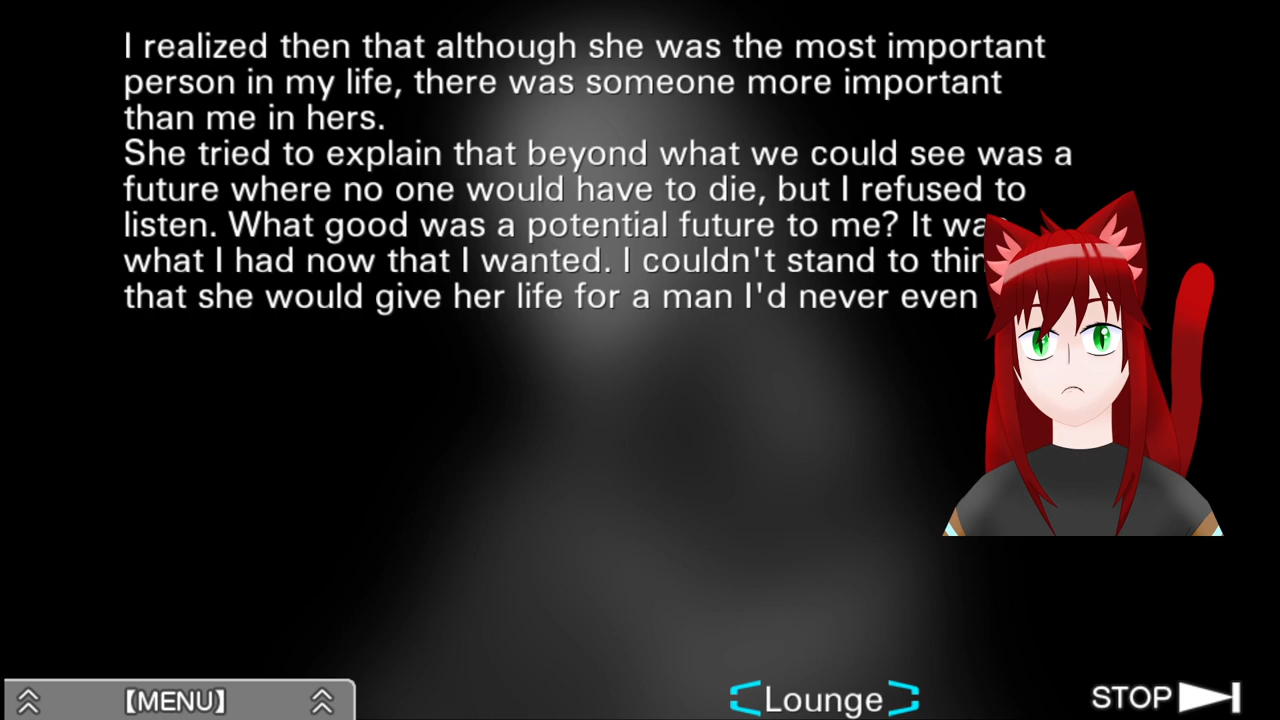 I realized then that although she was the most important
person in my life, there was someone more important
than me in hers.
She tried to explain that beyond what we could see was a
future where no one would have to die, but I refused to
listen. What good was a potential future to me? It
what I had now that I wanted. I couldn't stand to
that she would give her life for a man I'd never even
【MENU】
Lounge
STOP